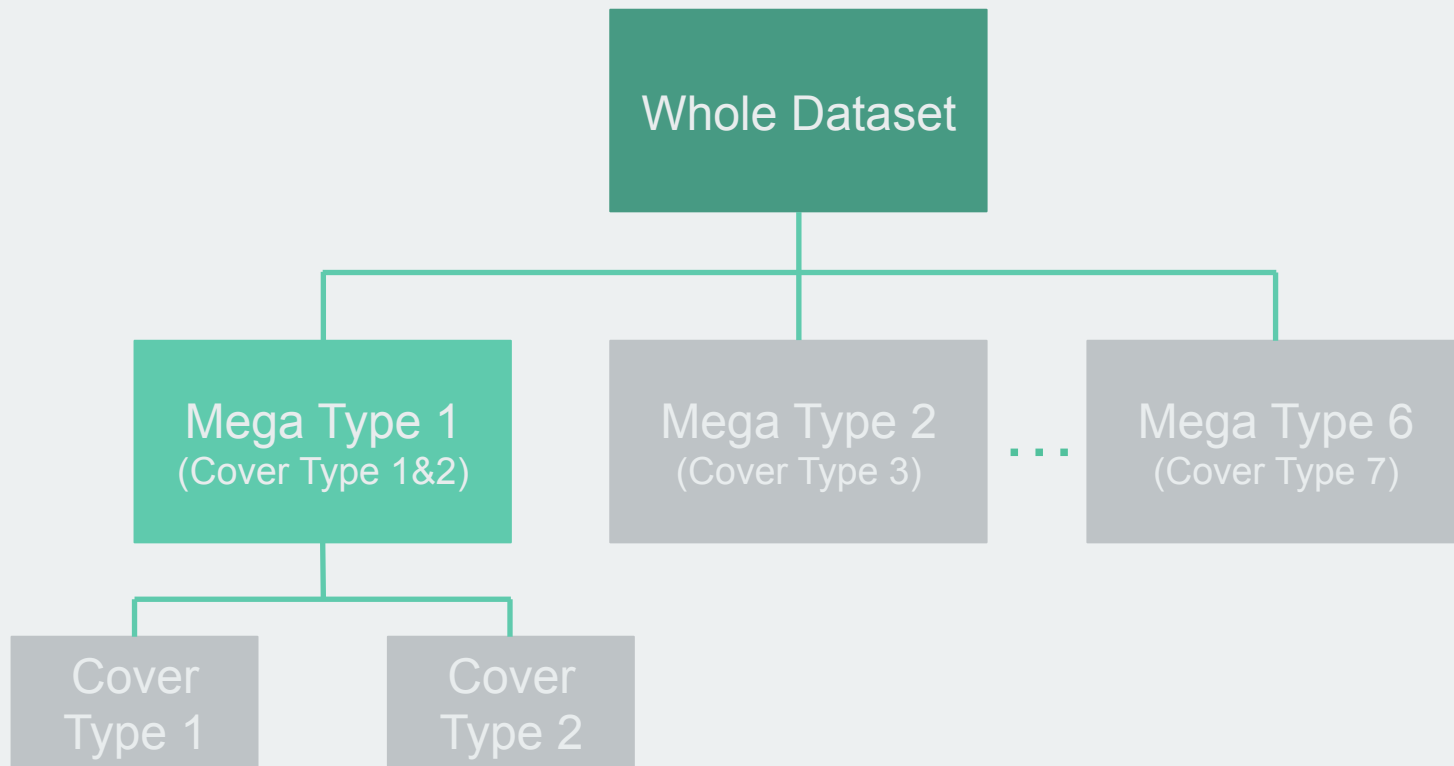 Whole Dataset
Mega Type 1
(Cover Type 1&2)
Mega Type 2
(Cover Type 3)
...
Mega Type 6
(Cover Type 7)
Cover
Type 1
Cover
Type 2